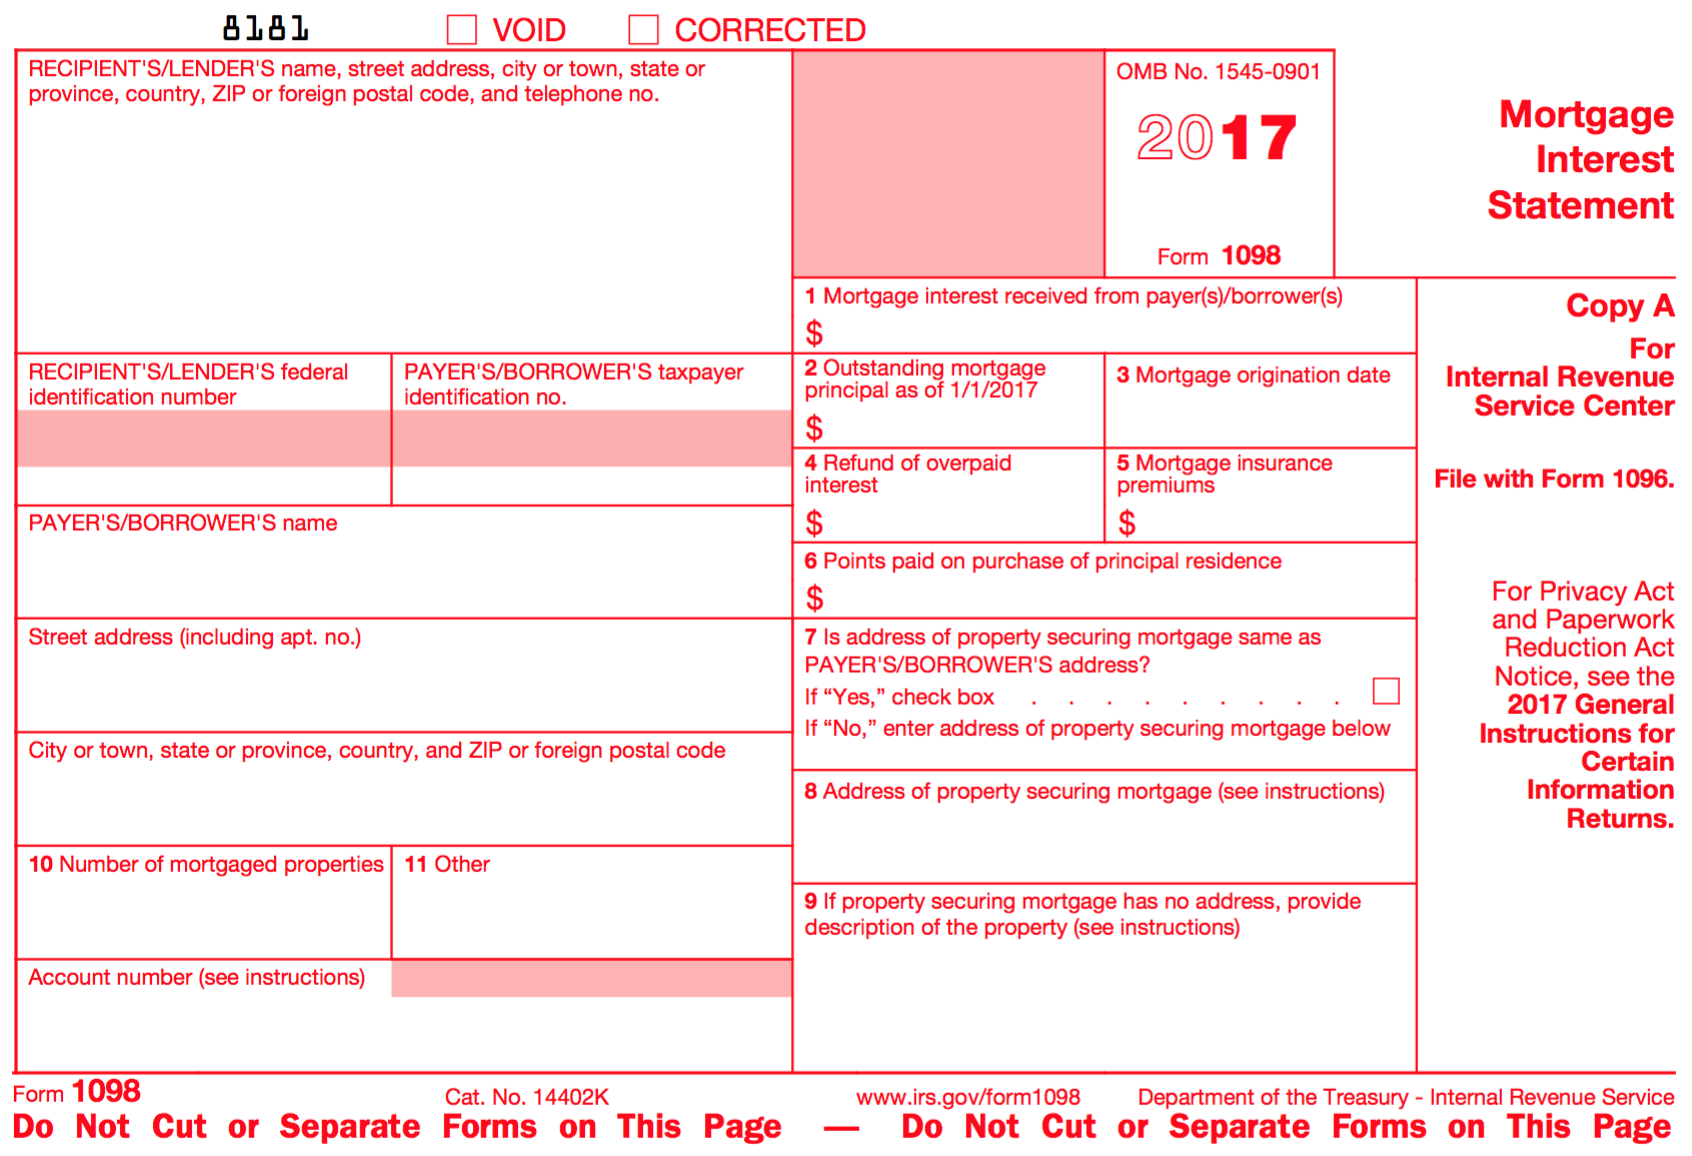 8181
VOID
CORRECTED
RECIPIENT'S/LENDER'S name, street address, city or town, state or
province, country, ZIP or foreign postal code, and telephone no.
OMB No. 1545-0901
2017
Form 1098
Mortgage
Interest
Statement
1 Mortgage interest received from payer(s)/borrower(s)
$
Copy A
For
Internal Revenue
Service Center
File with Form 1096.
For Privacy Act
and Paperwork
Reduction Act
Notice, see the
2017 General
Instructions for
Certain
Information
Returns.
RECIPIENT'S/LENDER'S federal
identification number
PAYER'S/BORROWER'S taxpayer
identification no.
2 Outstanding mortgage
principal as of 1/1/2017
$
3 Mortgage origination date
4 Refund of overpaid
interest
$
5 Mortgage insurance
premiums
$
PAYER'S/BORROWER'S name
6 Points paid on purchase of principal residence
$
Street address (including apt. no.)
7 Is address of property securing mortgage same as
PAYER'S/BORROWER'S address?
If “Yes,” check box . . . . . . . . .
If “No,” enter address of property securing mortgage below
City or town, state or province, country, and ZIP or foreign postal code
8 Address of property securing mortgage (see instructions)
10 Number of mortgaged properties
11 Other
9 If property securing mortgage has no address, provide
description of the property (see instructions)
Account number (see instructions)
Form 1098
Cat. No. 14402K
www.irs.gov/form1098
Department of the Treasury - Internal Revenue Service
Do Not Cut or Separate Forms on This Page — Do Not Cut or Separate Forms on This Page